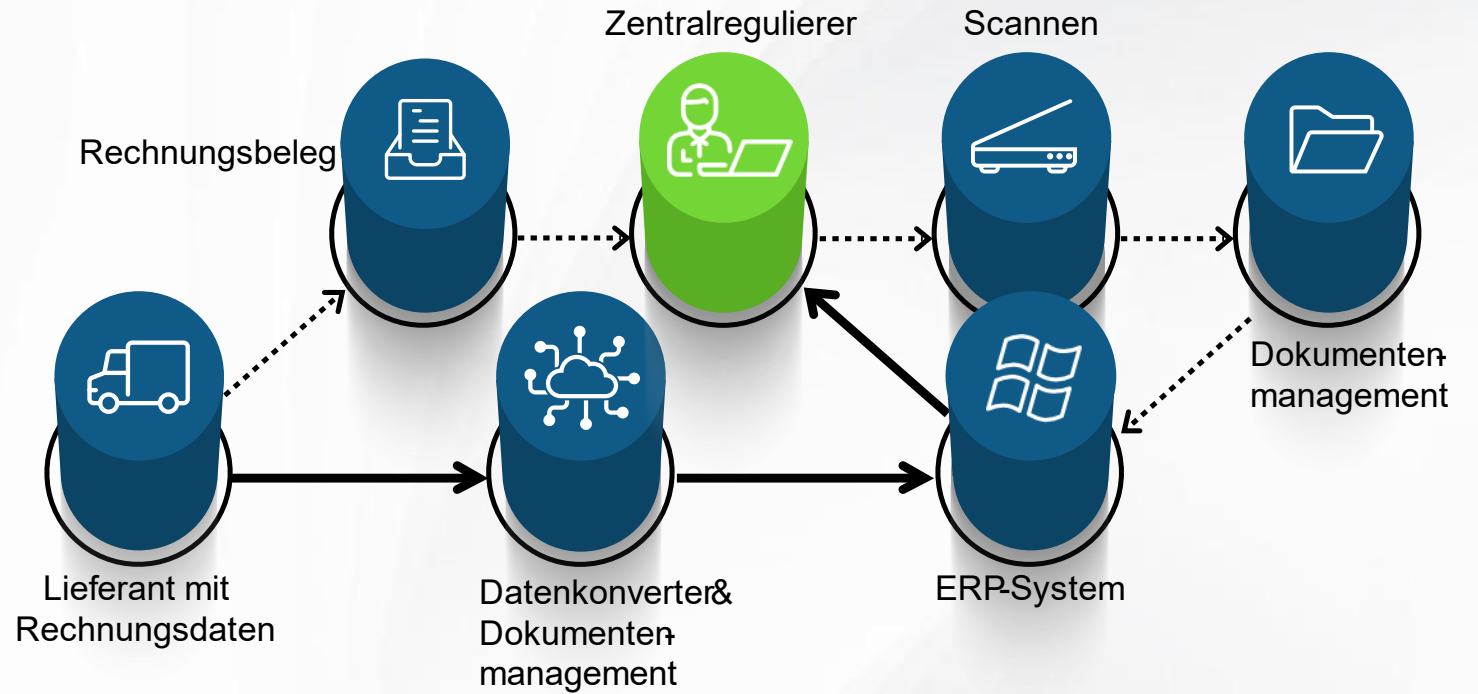 Zentralregulierer
Scannen
Rechnungsbeleg
Dokumenten-
management
Lieferant mit
Rechnungsdaten
Datenkonverter&
Dokumenten-
management
ERP-System